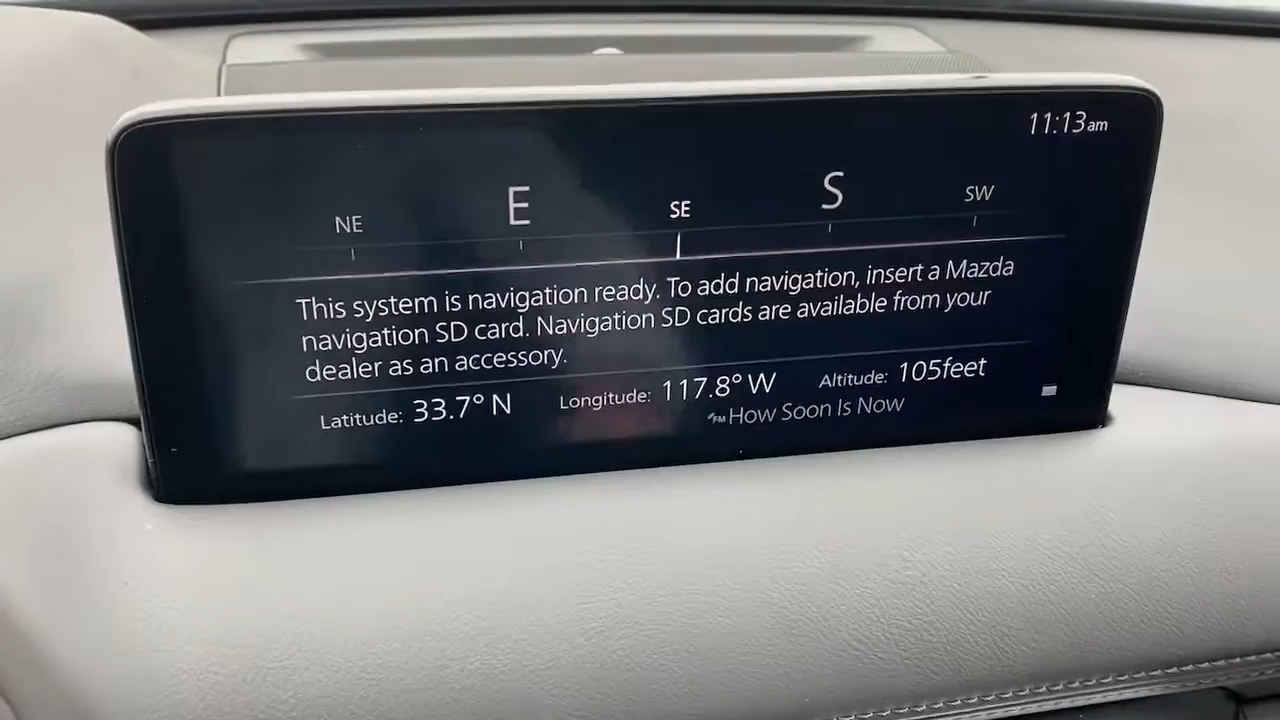 11:13am
NE E SE S SW
This system is navigation ready. To add navigation, insert a Mazda
navigation SD card. Navigation SD cards are available from your
dealer as an accessory.
Latitude: 33.7° N Longitude: 117.8° W Altitude: 105feet
FM How Soon Is Now